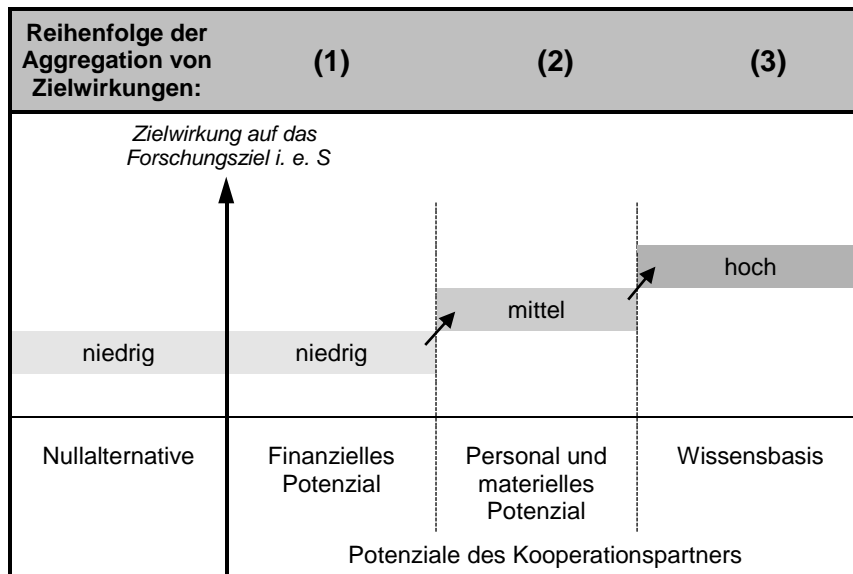 Reihenfolge der
Aggregation von
Zielwirkungen:
(1)
(2)
(3)
Zielwirkung auf das
Forschungsziel i. e. S
hoch
mittel
niedrig
niedrig
Nullalternative
Finanzielles
Potenzial
Personal und
materielles
Potenzial
Wissensbasis
Potenziale des Kooperationspartners